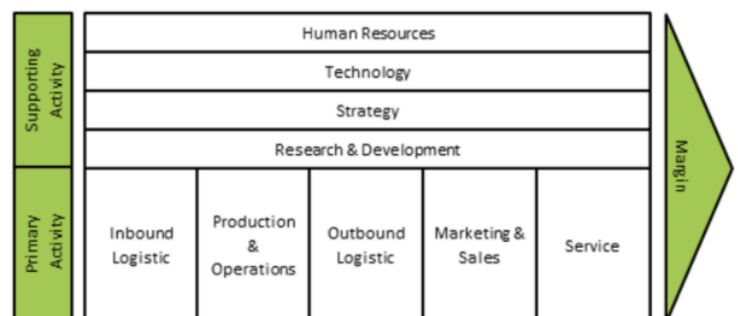 Supporting
Activity
Human Resources
Technology
Strategy
Research & Development
Primary
Activity
Inbound
Logistic
Production
&
Operations
Outbound
Logistic
Marketing &
Sales
Service
Margin